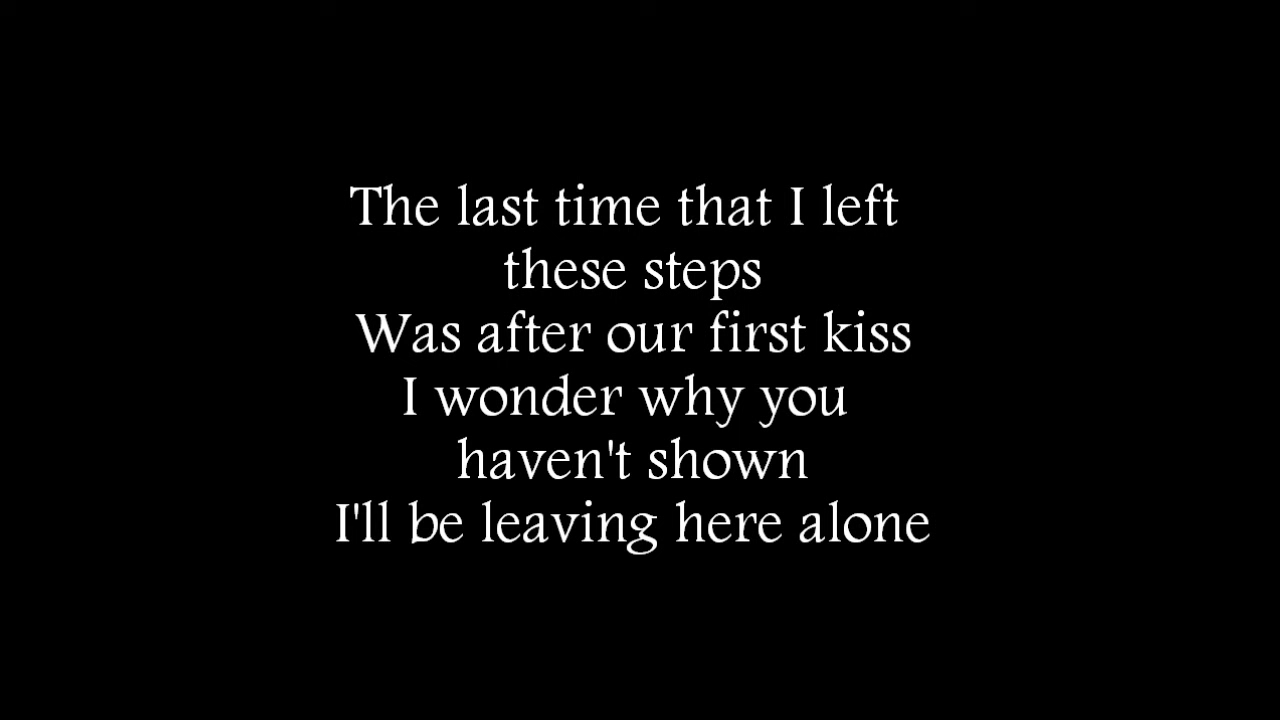 The last time that I left
these steps
Was after our first kiss
I wonder why you
haven't shown
I'll be leaving here alone